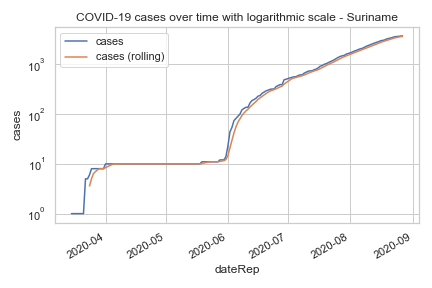 COVID-19 cases over time with logarithmic scale - Suriname
cases
cases (rolling)
10³
10²
10¹
10⁰
cases
2020-04
2020-05
2020-06
2020-07
2020-08
2020-09
dateRep